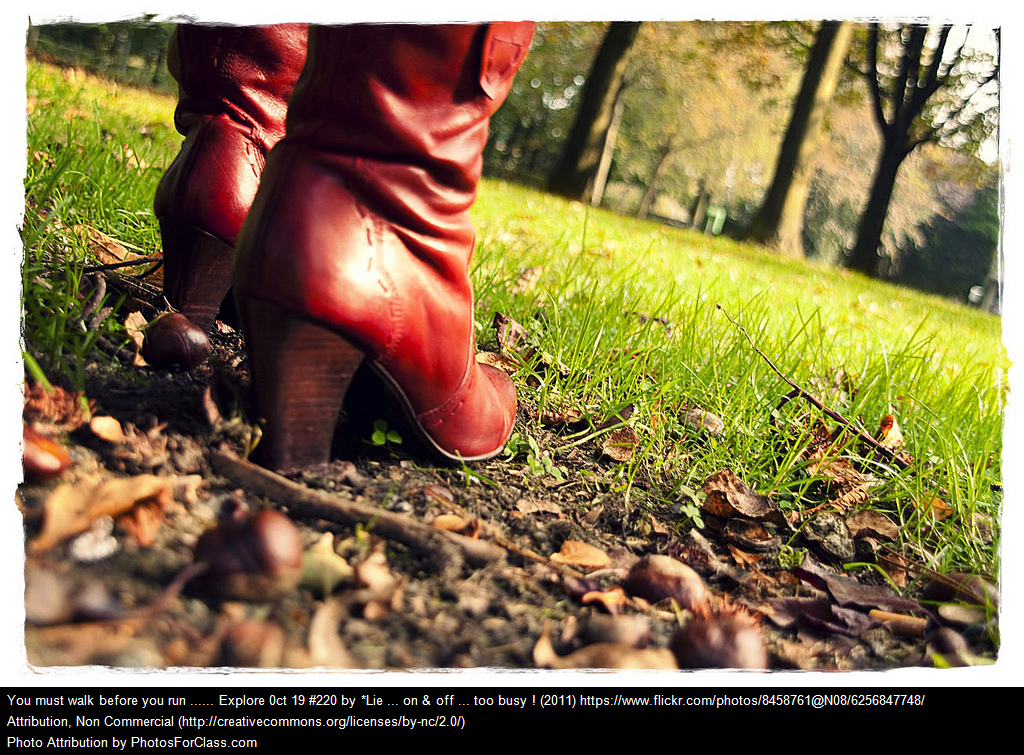 You must walk before you run ...... Explore 0ct 19 #220 by *Lie ... on & off ... too busy ! (2011) https://www.flickr.com/photos/8458761@N08/6256847748/
Attribution, Non Commercial (http://creativecommons.org/licenses/by-nc/2.0/)
Photo Attribution by PhotosForClass.com